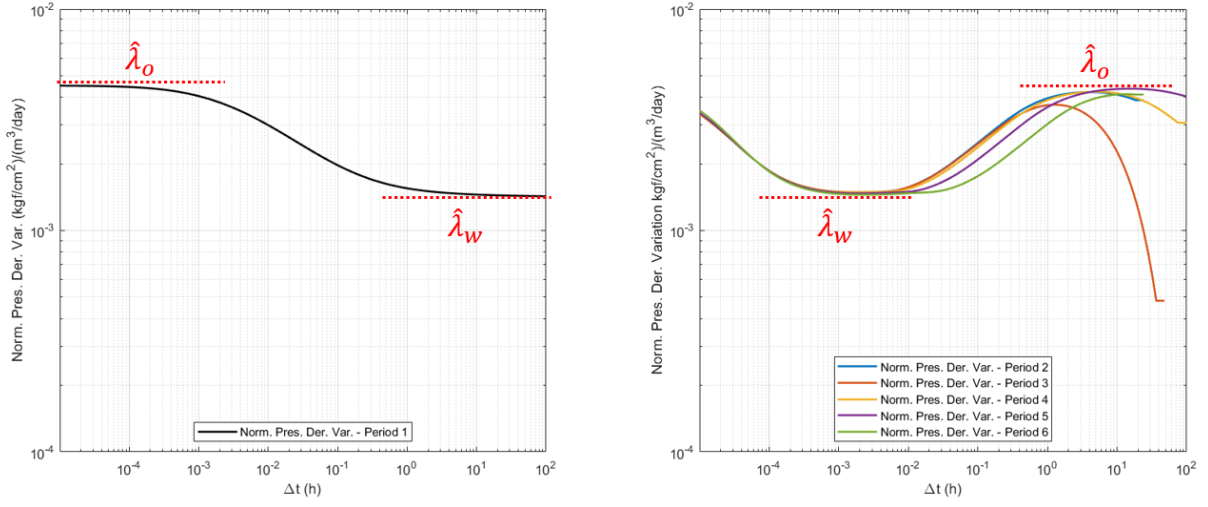 10⁻²
λ̂ₒ
10⁻³
λ̂_w
10⁻⁴
Norm. Pres. Der. Var. (kgf/cm²)/(m³/day)
Norm. Pres. Der. Var. - Period 1
10⁻⁴ 10⁻³ 10⁻² 10⁻¹ 10⁰ 10¹ 10²
Δt (h)
10⁻²
λ̂ₒ
10⁻³
λ̂_w
10⁻⁴
Norm. Pres. Der. Variation kgf/cm²)/(m³/day)
Norm. Pres. Der. Var. - Period 2
Norm. Pres. Der. Var. - Period 3
Norm. Pres. Der. Var. - Period 4
Norm. Pres. Der. Var. - Period 5
Norm. Pres. Der. Var. - Period 6
10⁻⁴ 10⁻³ 10⁻² 10⁻¹ 10⁰ 10¹ 10²
Δt (h)